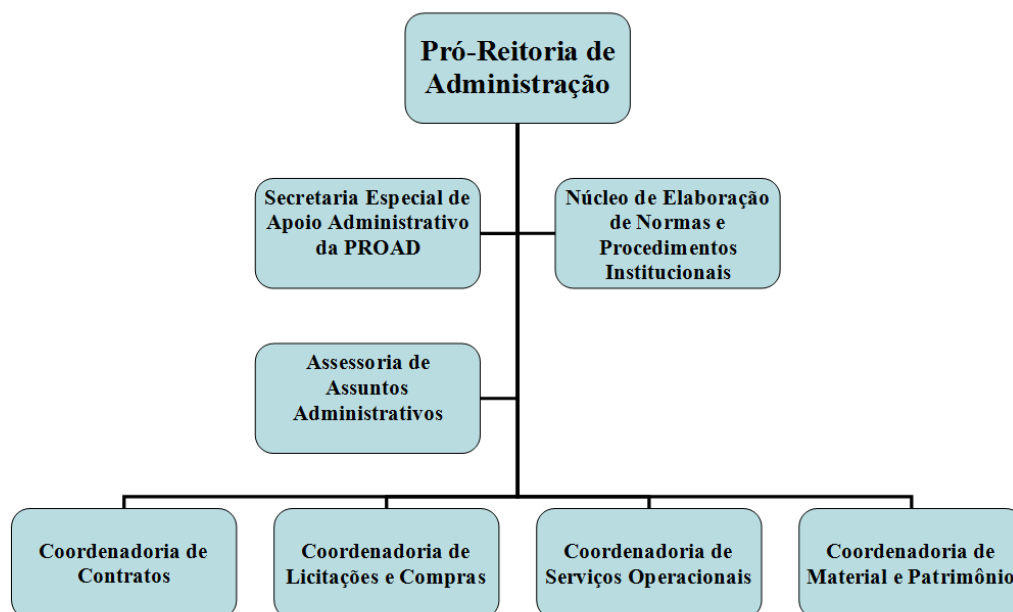 Pró-Reitoria de
Administração
Secretaria Especial de
Apoio Administrativo
da PROAD
Núcleo de Elaboração
de Normas e
Procedimentos
Institucionais
Assessoria de
Assuntos
Administrativos
Coordenadoria de
Contratos
Coordenadoria de
Licitações e Compras
Coordenadoria de
Serviços Operacionais
Coordenadoria de
Material e Patrimônio